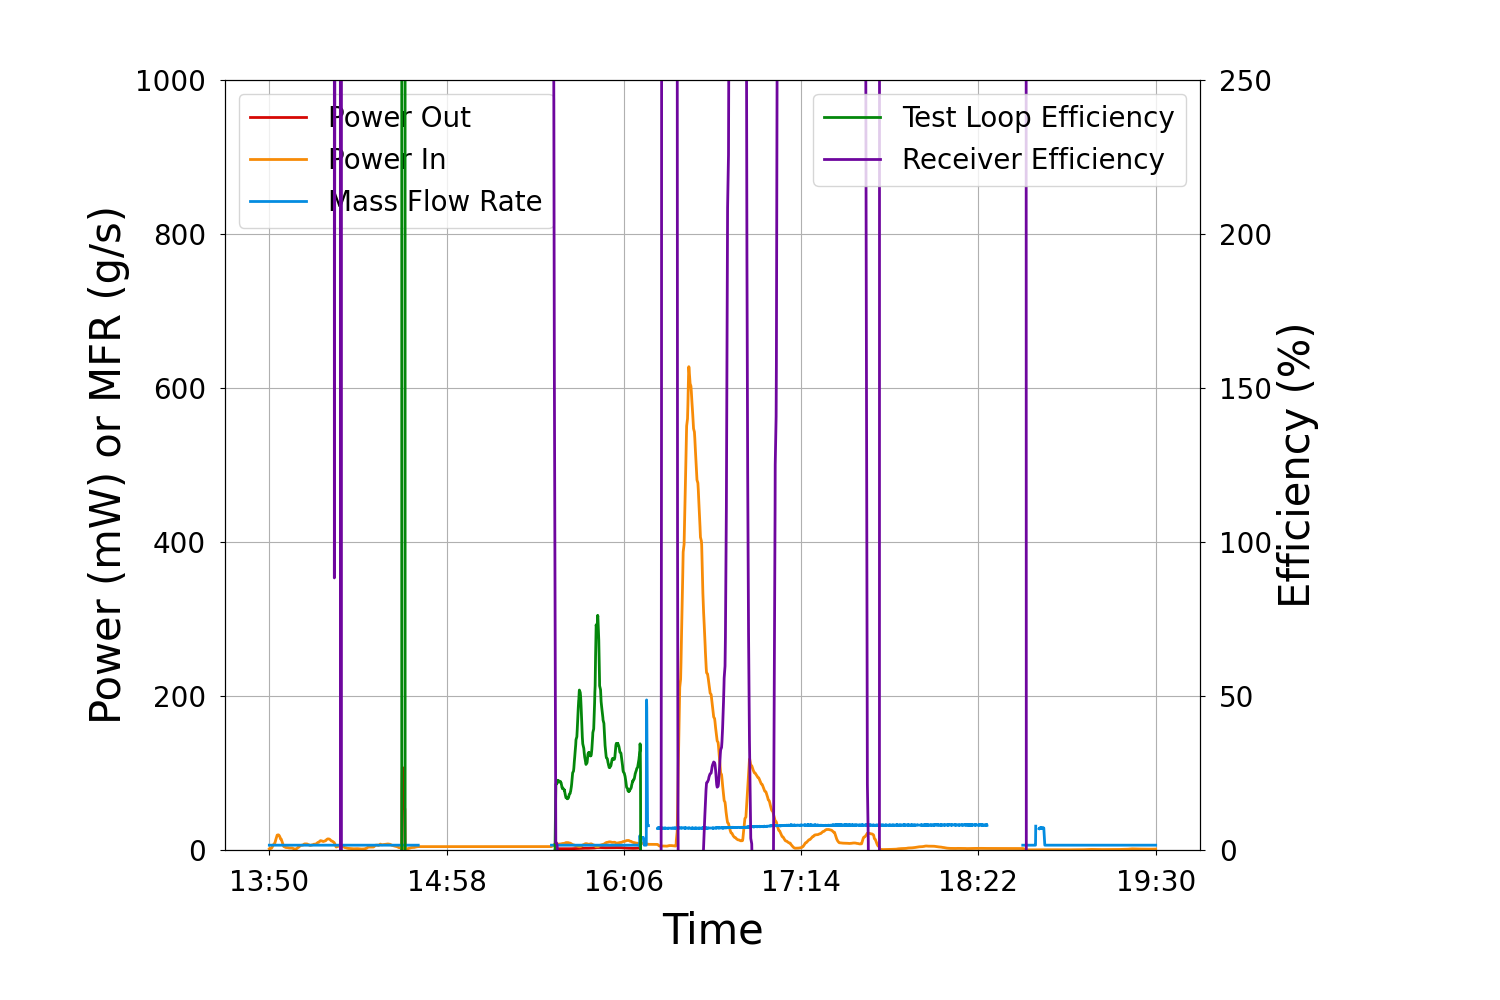 1000
800
600
400
200
0
250
200
150
100
50
0
Power Out
Power In
Mass Flow Rate
Test Loop Efficiency
Receiver Efficiency
Power (mW) or MFR (g/s)
Efficiency (%)
13:50 14:58 16:06 17:14 18:22 19:30
Time